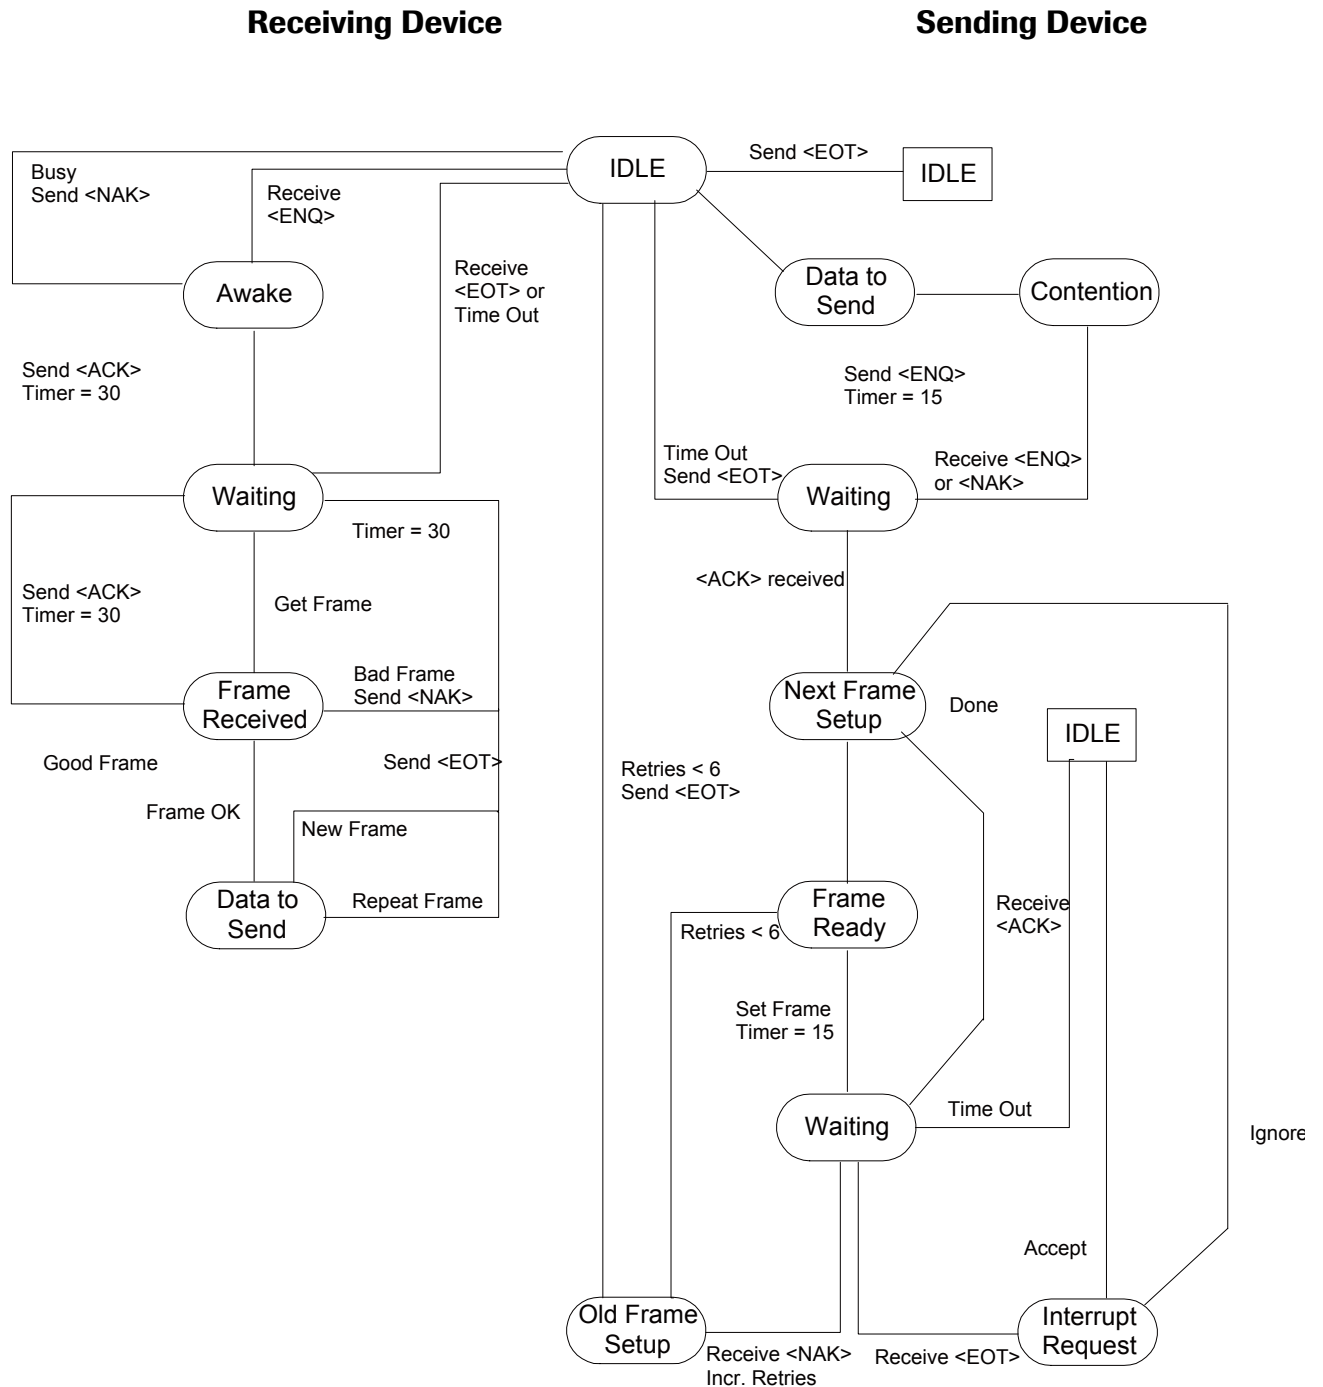 Receiving Device
Sending Device
IDLE
Send <EOT>
IDLE
Busy
Send <NAK>
Receive
<ENQ>
Awake
Receive
<EOT> or
Time Out
Data to
Send
Contention
Send <ACK>
Timer = 30
Send <ENQ>
Timer = 15
Waiting
Time Out
Send <EOT>
Waiting
Receive <ENQ>
or <NAK>
Timer = 30
Send <ACK>
Timer = 30
Get Frame
<ACK> received
Frame
Received
Bad Frame
Send <NAK>
Next Frame
Setup
Done
IDLE
Good Frame
Send <EOT>
Retries < 6
Send <EOT>
Frame OK
New Frame
Data to
Send
Repeat Frame
Frame
Ready
Retries < 6
Receive
<ACK>
Set Frame
Timer = 15
Waiting
Time Out
Ignore
Accept
Old Frame
Setup
Interrupt
Request
Receive <NAK>
Incr. Retries
Receive <EOT>